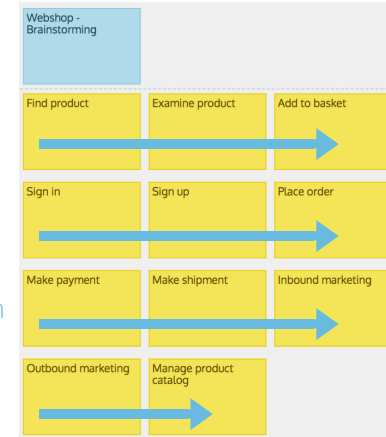 Webshop -
Brainstorming
Find product
Examine product
Add to basket
Sign in
Sign up
Place order
Make payment
Make shipment
Inbound marketing
Outbound marketing
Manage product
catalog